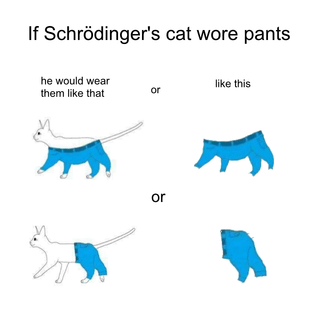 If Schrödinger's cat wore pants
he would wear
them like that
or
like this
or